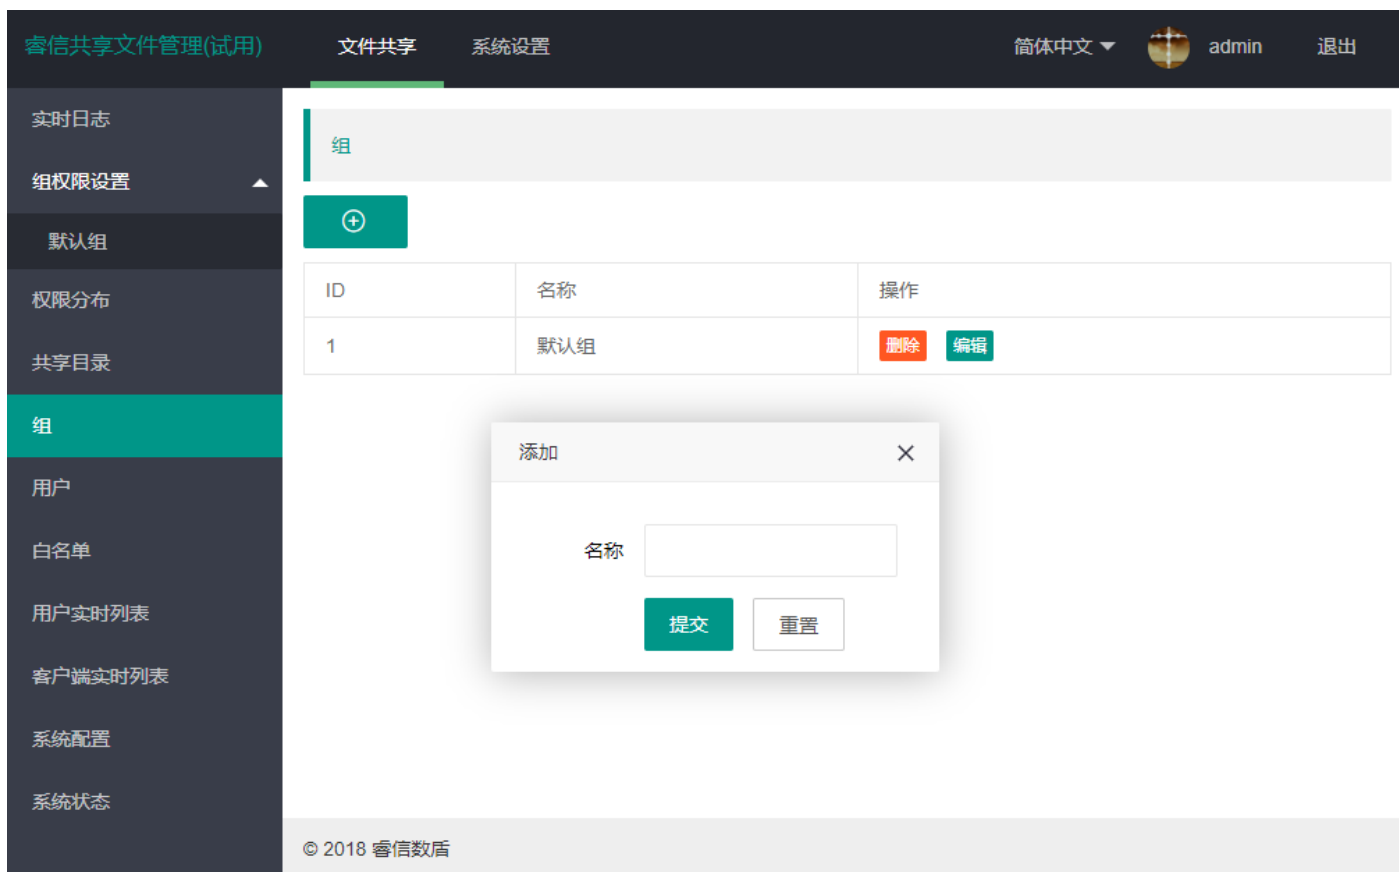 睿信共享文件管理(试用)
文件共享
系统设置
简体中文
admin
退出
实时日志
组权限设置
默认组
权限分布
共享目录
组
用户
白名单
用户实时列表
客户端实时列表
系统配置
系统状态
组
ID 名称 操作
1 默认组 删除 编辑
添加
名称
提交 重置
© 2018 睿信数盾